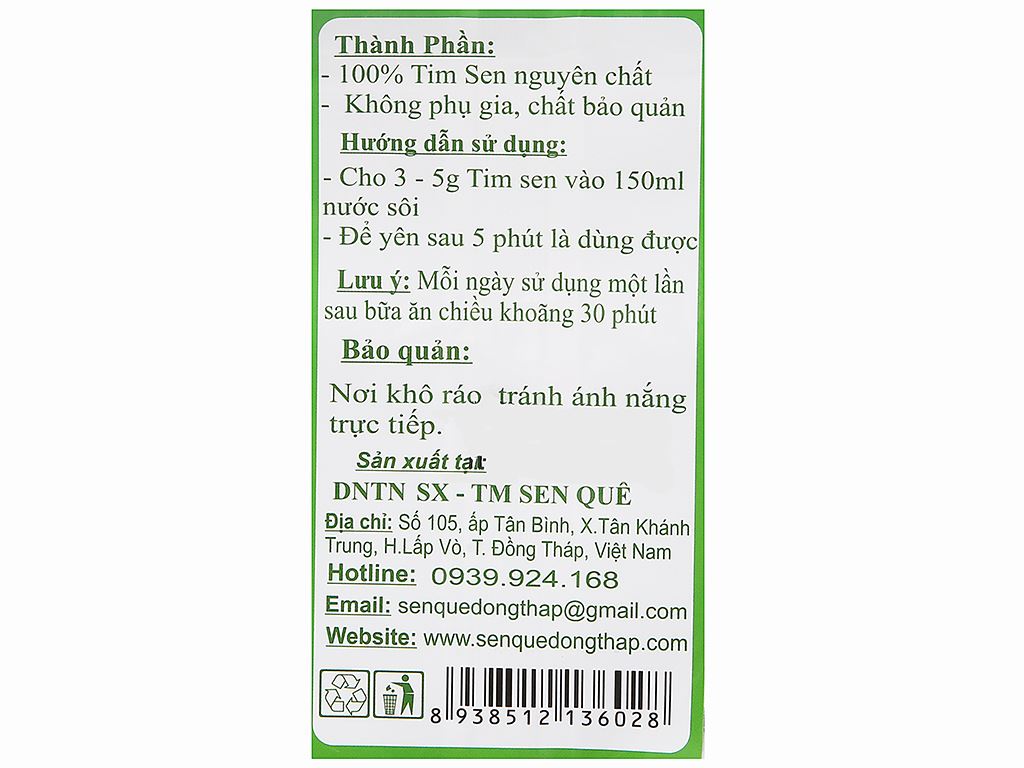 Thành Phần:
- 100% Tim Sen nguyên chất
- Không phụ gia, chất bảo quản
Hướng dẫn sử dụng:
- Cho 3 - 5g Tim sen vào 150ml
nước sôi
- Để yên sau 5 phút là dùng được
Lưu ý: Mỗi ngày sử dụng một lần
sau bữa ăn chiều khoãng 30 phút
Bảo quản:
Nơi khô ráo tránh ánh nắng
trực tiếp.
Sản xuất tại:
DNTN SX - TM SEN QUÊ
Địa chỉ: Số 105, ấp Tân Bình, X.Tân Khánh
Trung, H.Lấp Vò, T. Đồng Tháp, Việt Nam
Hotline: 0939.924.168
Email: senquedongthap@gmail.com
Website: www.senquedongthap.com
8 938512 136028